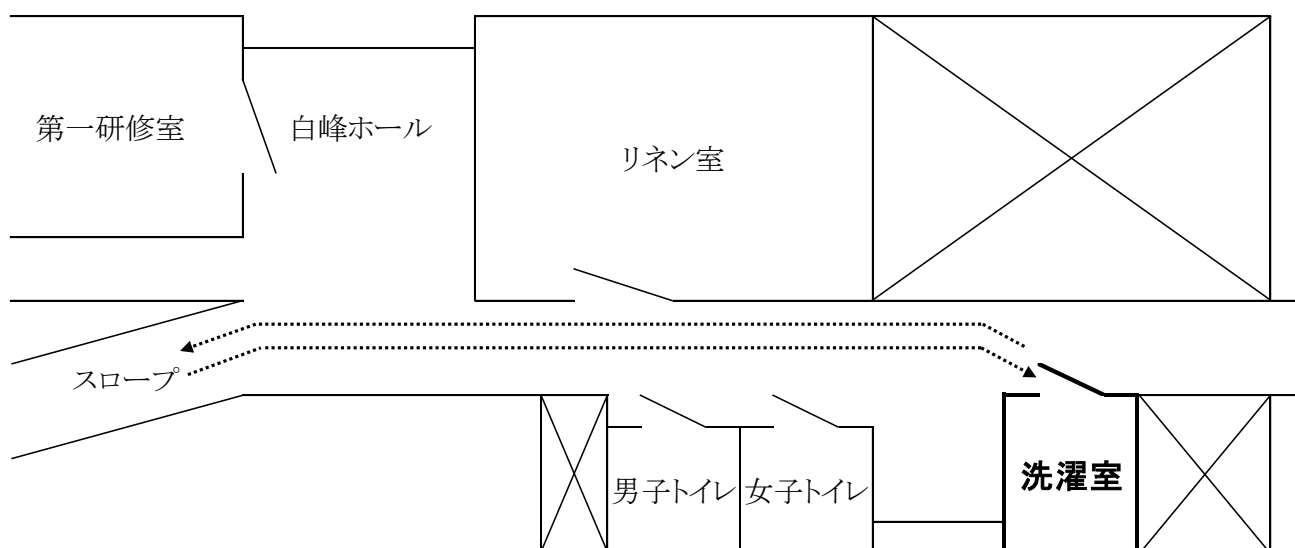 第一研修室
白峰ホール
リネン室
スロープ
男子トイレ
女子トイレ
洗濯室